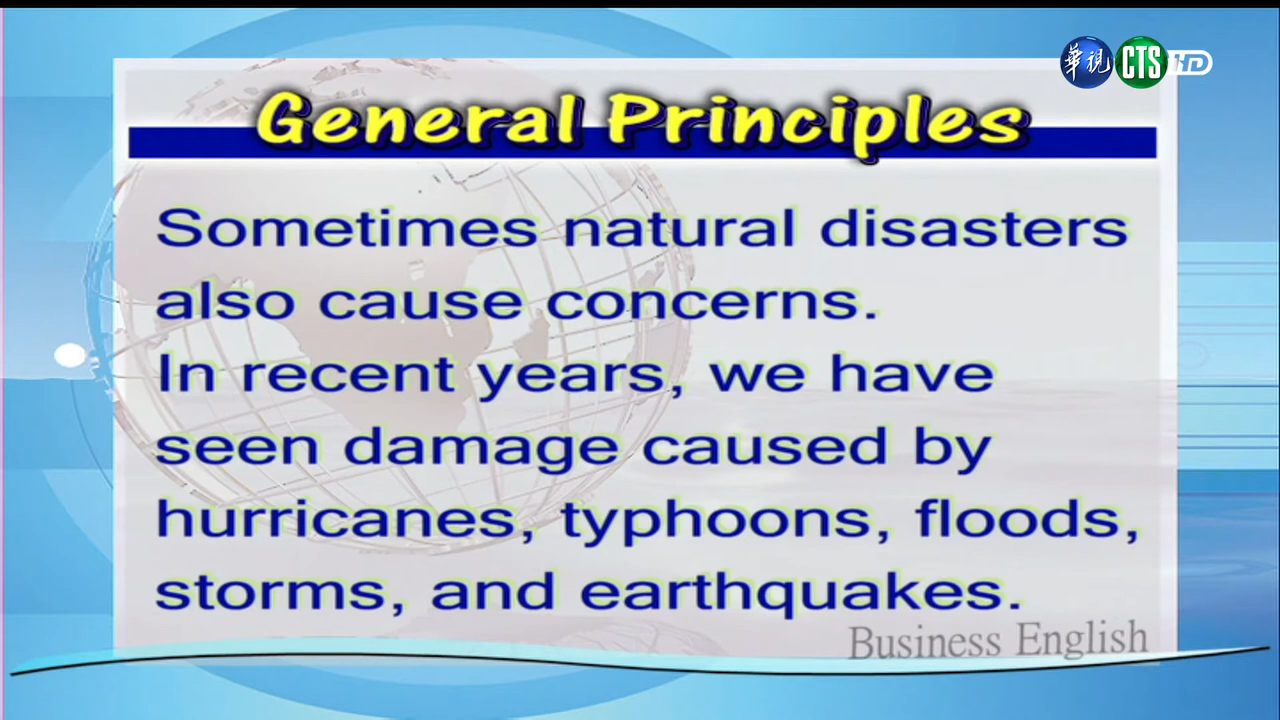 華視 CTS HD
General Principles
Sometimes natural disasters
also cause concerns.
In recent years, we have
seen damage caused by
hurricanes, typhoons, floods,
storms, and earthquakes.
Business English